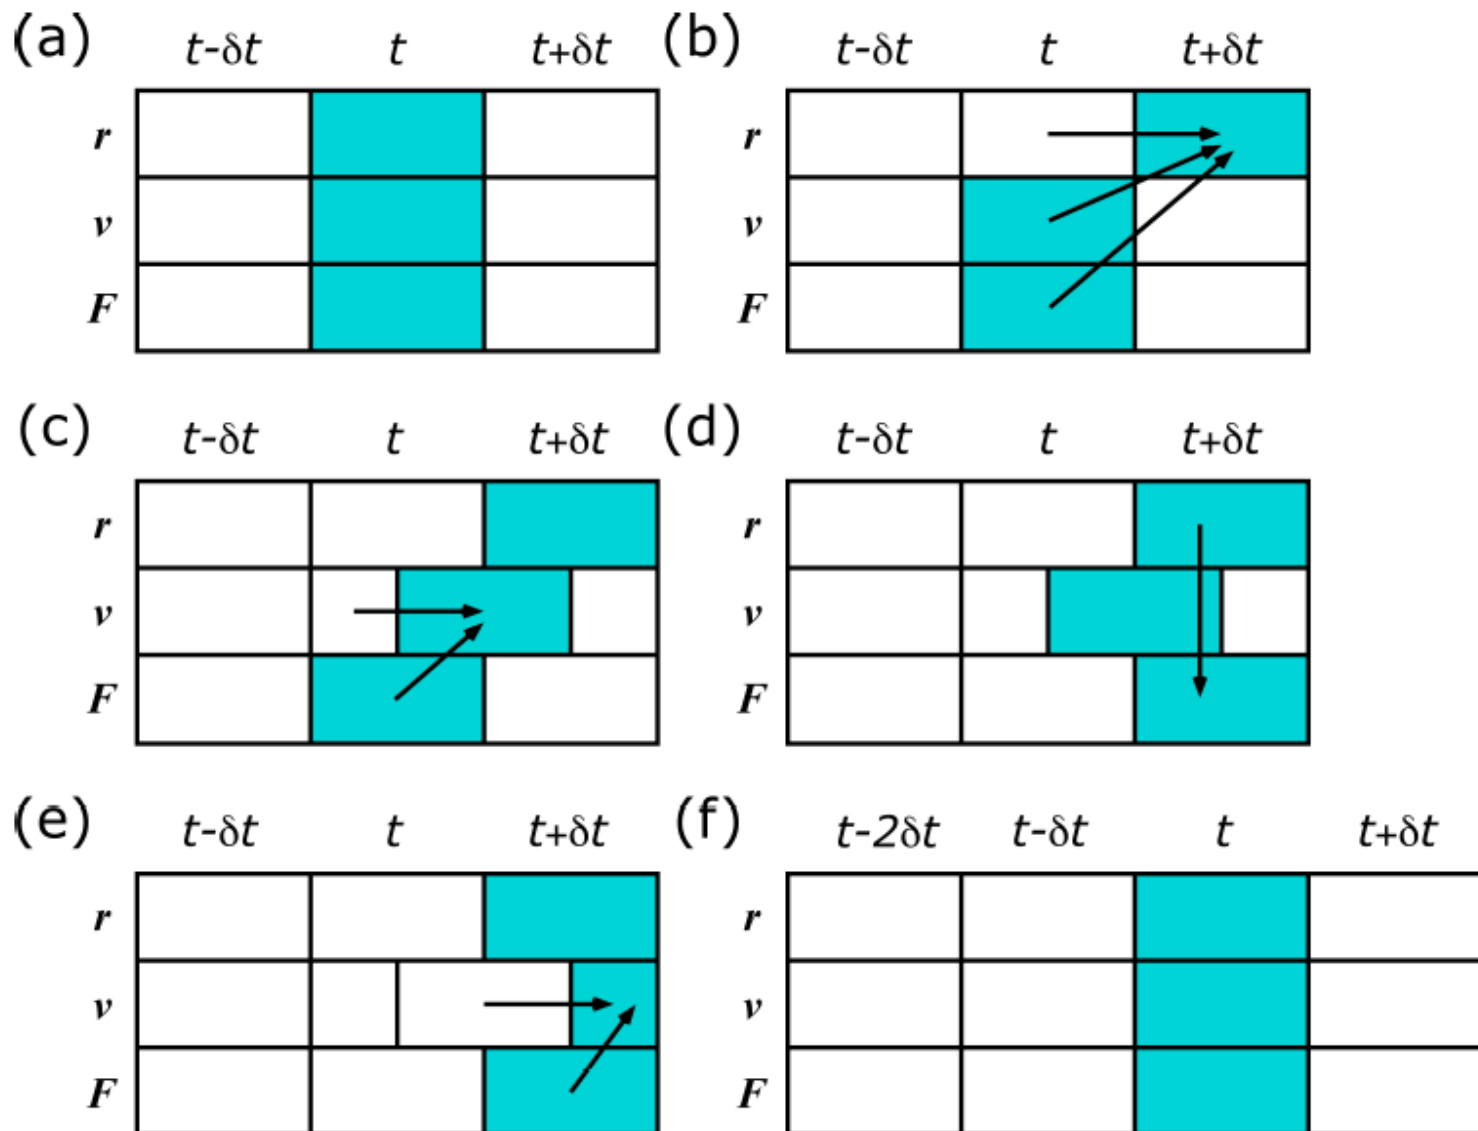 (a) t-δt t t+δt
r
v
F
(b) t-δt t t+δt
r
v
F
(c) t-δt t t+δt
r
v
F
(d) t-δt t t+δt
r
v
F
(e) t-δt t t+δt
r
v
F
(f) t-2δt t-δt t t+δt
r
v
F